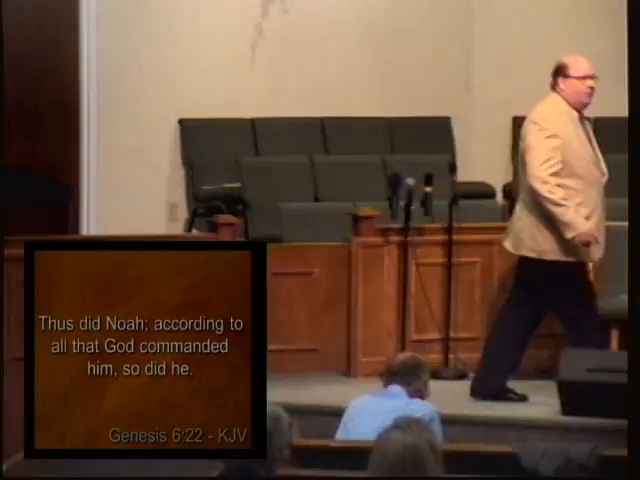 Thus did Noah; according to
all that God commanded
him, so did he.
Genesis 6:22 - KJV